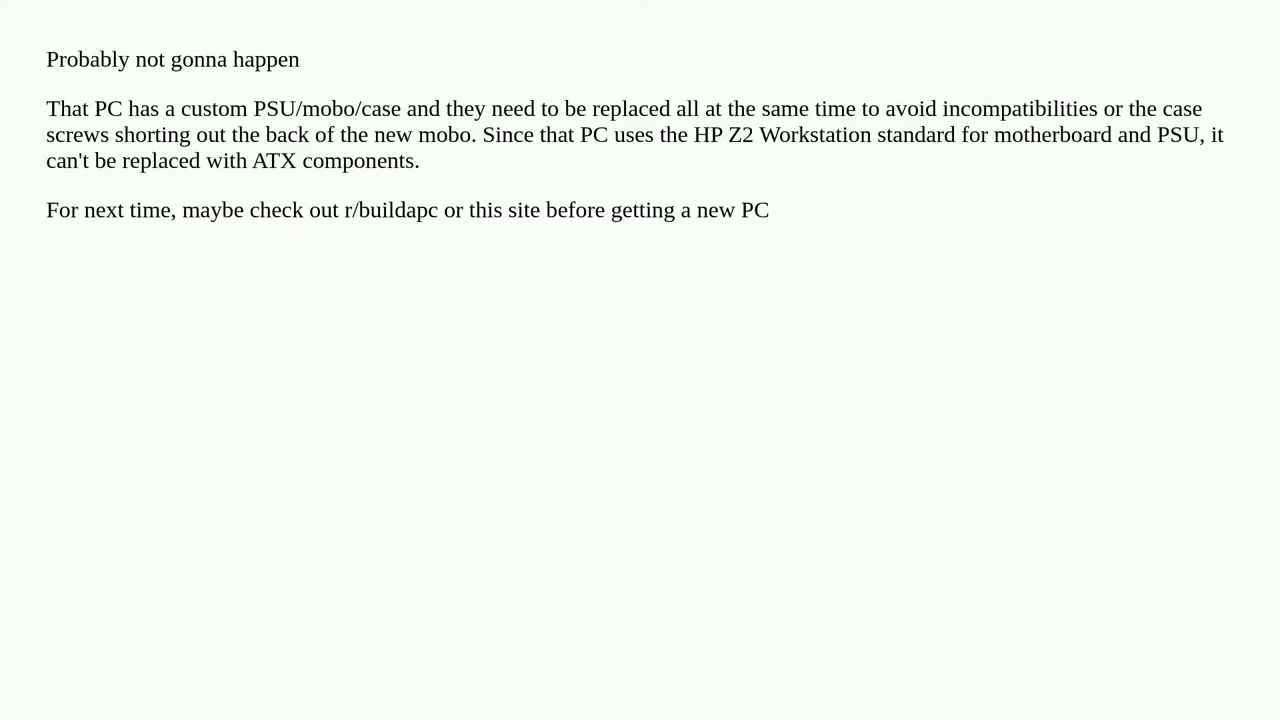 Probably not gonna happen
That PC has a custom PSU/mobo/case and they need to be replaced all at the same time to avoid incompatibilities or the case
screws shorting out the back of the new mobo. Since that PC uses the HP Z2 Workstation standard for motherboard and PSU, it
can't be replaced with ATX components.
For next time, maybe check out r/buildapc or this site before getting a new PC